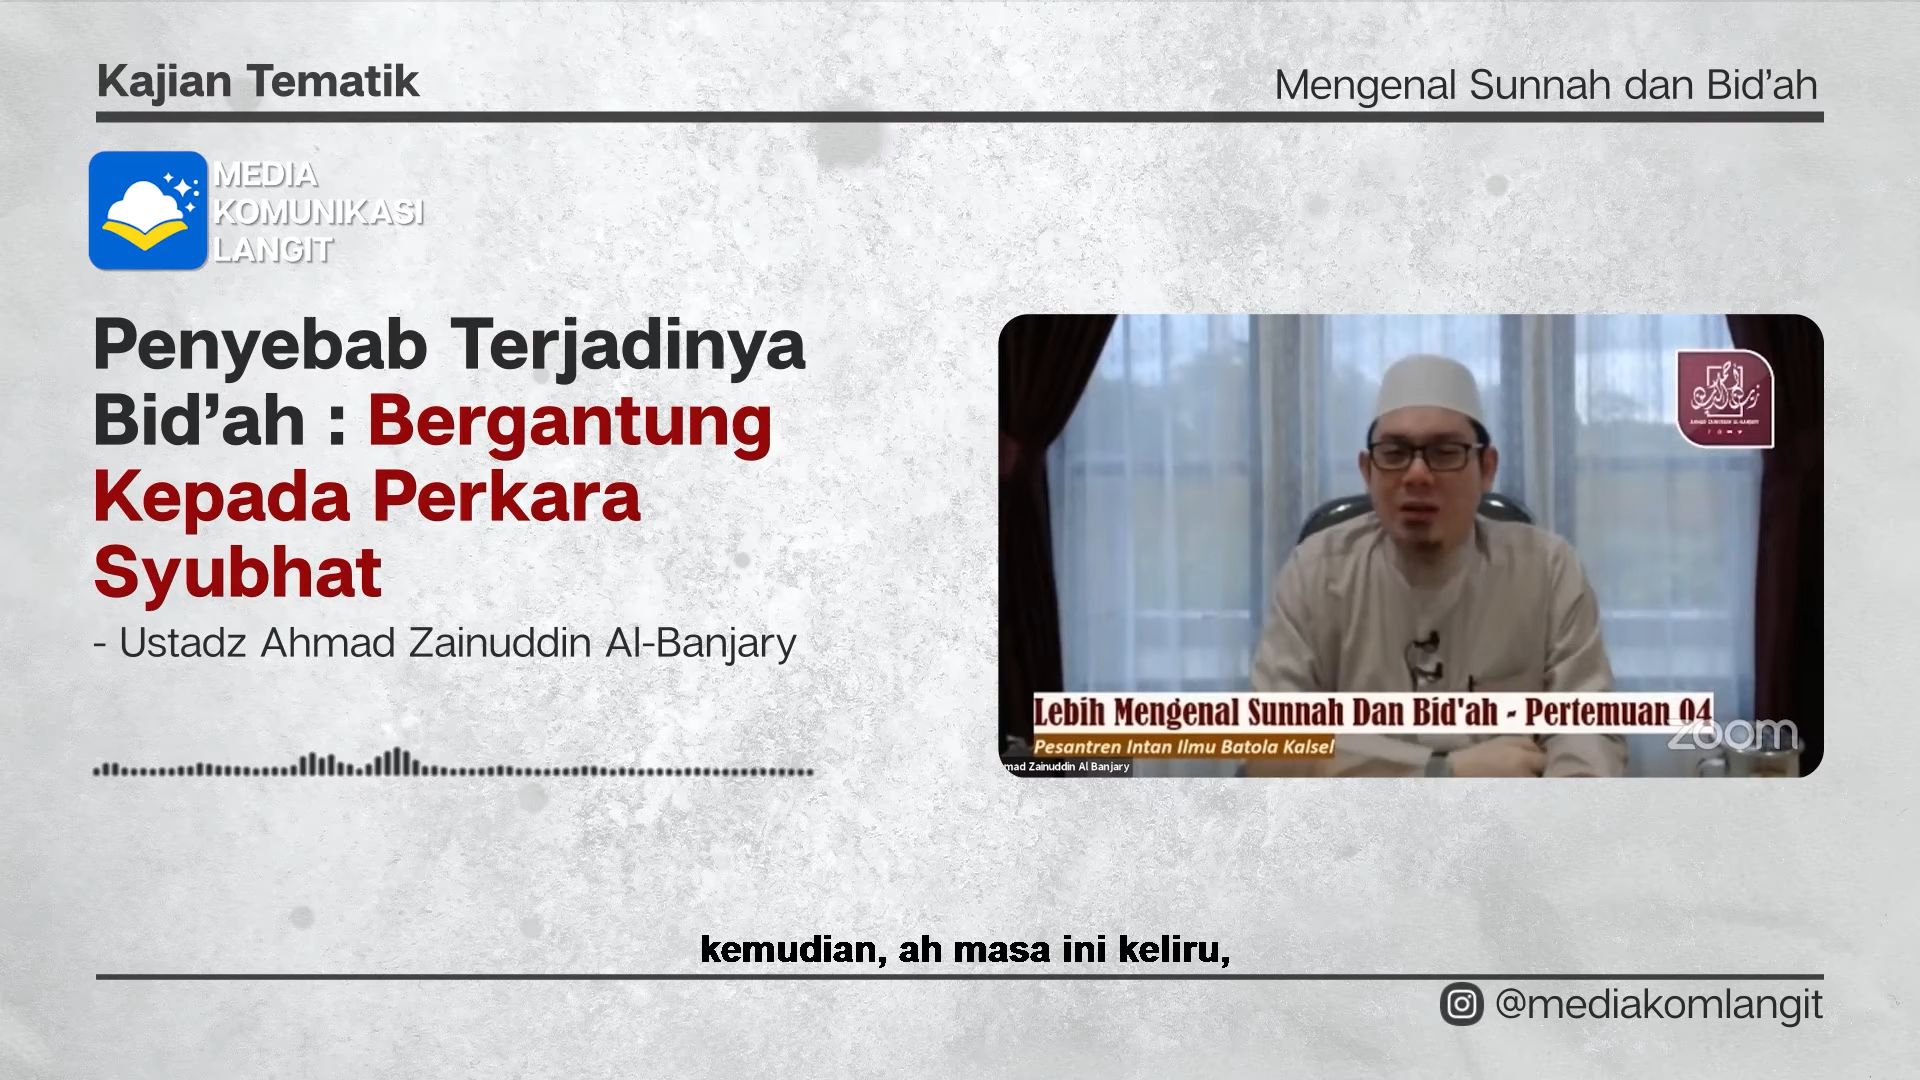 Kajian Tematik
Mengenal Sunnah dan Bid’ah
MEDIA
KOMUNIKASI
LANGIT
Penyebab Terjadinya
Bid’ah : Bergantung
Kepada Perkara
Syubhat
- Ustadz Ahmad Zainuddin Al-Banjary
Lebih Mengenal Sunnah Dan Bid'ah - Pertemuan 04
zoom
Pesantren Intan Ilmu Batola Kalsel
mad Zainuddin Al Banjary
kemudian, ah masa ini keliru,
@mediakomlangit